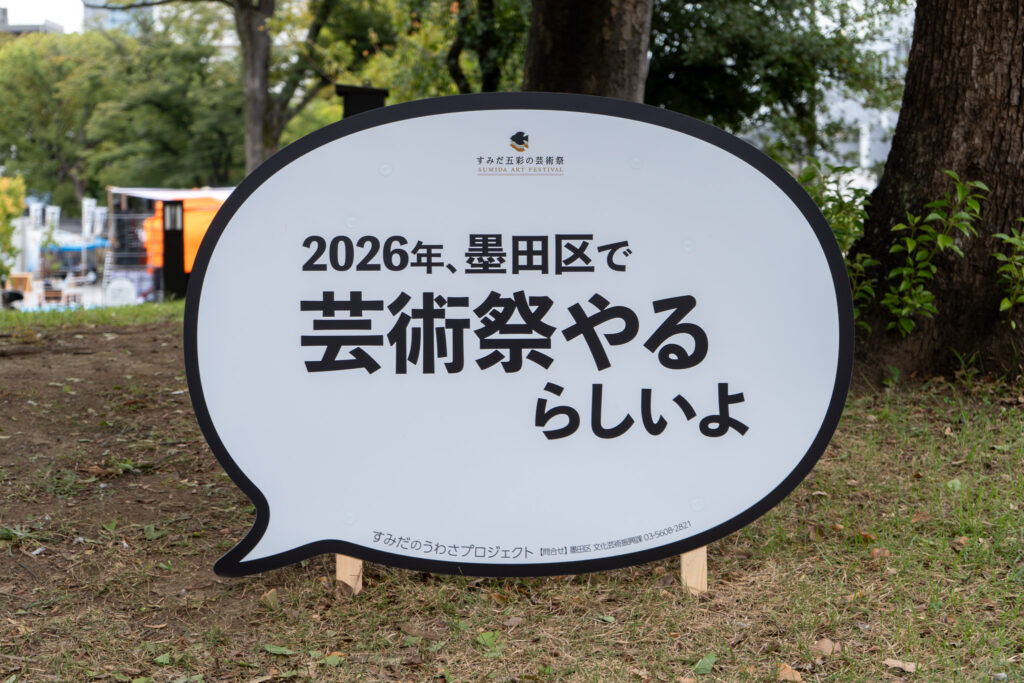 すみだ五彩の芸術祭
SUMIDA ART FESTIVAL
2026年、墨田区で
芸術祭やる
らしいよ
すみだのうわさプロジェクト 【問合せ】墨田区 文化芸術振興課 03-5608-2821